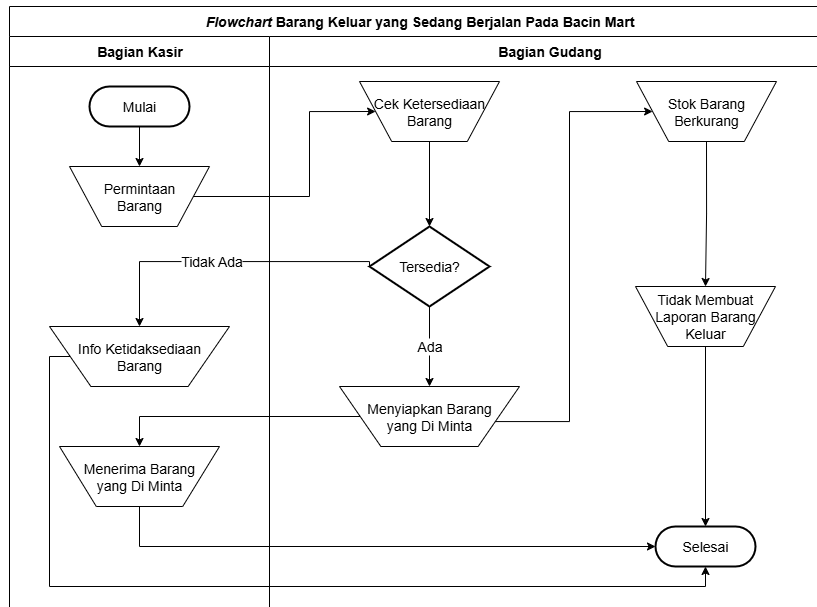 Flowchart Barang Keluar yang Sedang Berjalan Pada Bacin Mart
Bagian Kasir
Bagian Gudang
Mulai
Permintaan
Barang
Cek Ketersediaan
Barang
Stok Barang
Berkurang
Tersedia?
Tidak Ada
Tidak Membuat
Laporan Barang
Keluar
Info Ketidaksediaan
Barang
Ada
Menyiapkan Barang
yang Di Minta
Menerima Barang
yang Di Minta
Selesai